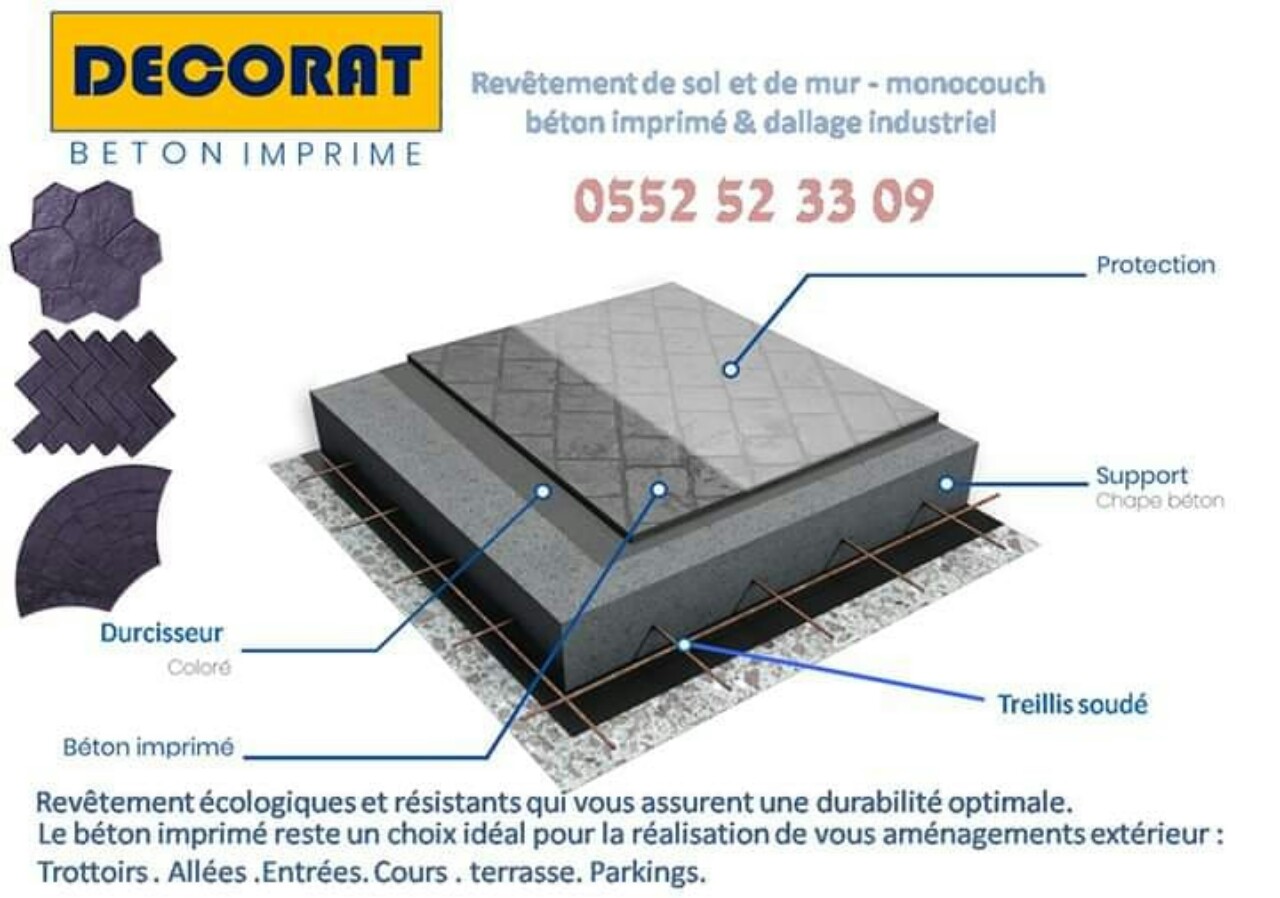 DECORAT
BETON IMPRIME
Revêtement de sol et de mur - monocouch
béton imprimé & dallage industriel
0552 52 33 09
Protection
Support
Chape béton
Durcisseur
Coloré
Treillis soudé
Béton imprimé
Revêtement écologiques et résistants qui vous assurent une durabilité optimale.
Le béton imprimé reste un choix idéal pour la réalisation de vous aménagements extérieur :
Trottoirs . Allées .Entrées. Cours . terrasse. Parkings.